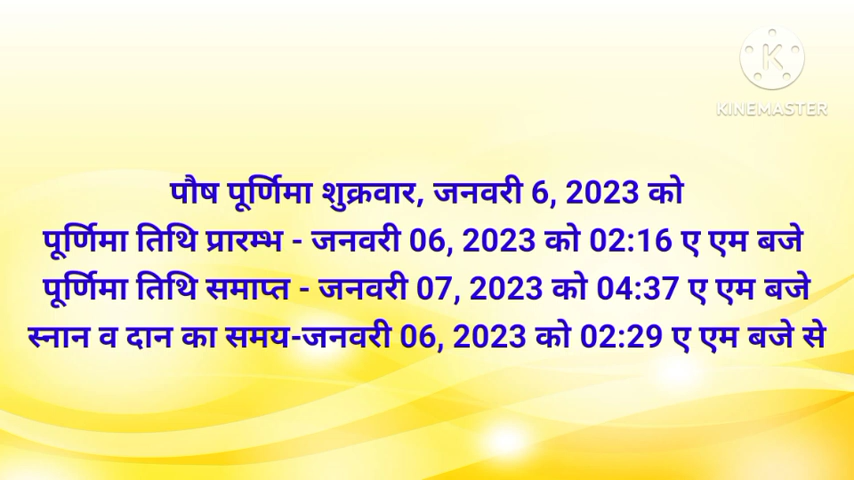 KINEMASTER
पौष पूर्णिमा शुक्रवार, जनवरी 6, 2023 को
पूर्णिमा तिथि प्रारम्भ - जनवरी 06, 2023 को 02:16 ए एम बजे
पूर्णिमा तिथि समाप्त - जनवरी 07, 2023 को 04:37 ए एम बजे
स्नान व दान का समय-जनवरी 06, 2023 को 02:29 ए एम बजे से